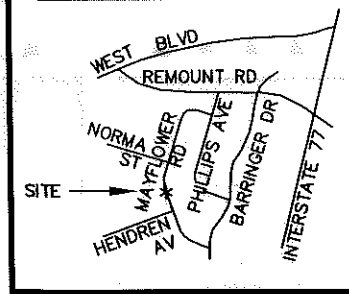 WEST BLVD
REMOUNT RD
NORMA ST
MAYFLOWER RD
PHILLIPS AVE
BARRINGER DR
INTERSTATE 77
SITE
HENDREN AV